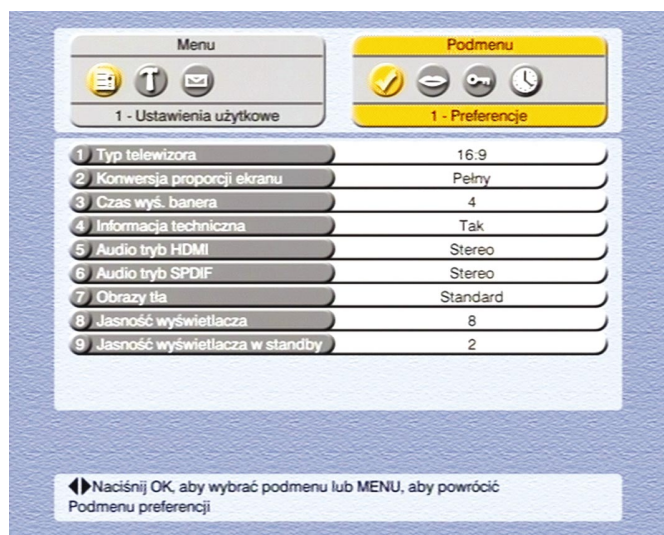 Menu
Podmenu
1 - Ustawienia użytkowe
1 - Preferencje
1 Typ telewizora 16:9
2 Konwersja proporcji ekranu Pełny
3 Czas wyś. banera 4
4 Informacja techniczna Tak
5 Audio tryb HDMI Stereo
6 Audio tryb SPDIF Stereo
7 Obrazy tła Standard
8 Jasność wyświetlacza 8
9 Jasność wyświetlacza w standby 2
Naciśnij OK, aby wybrać podmenu lub MENU, aby powrócić
Podmenu preferencji